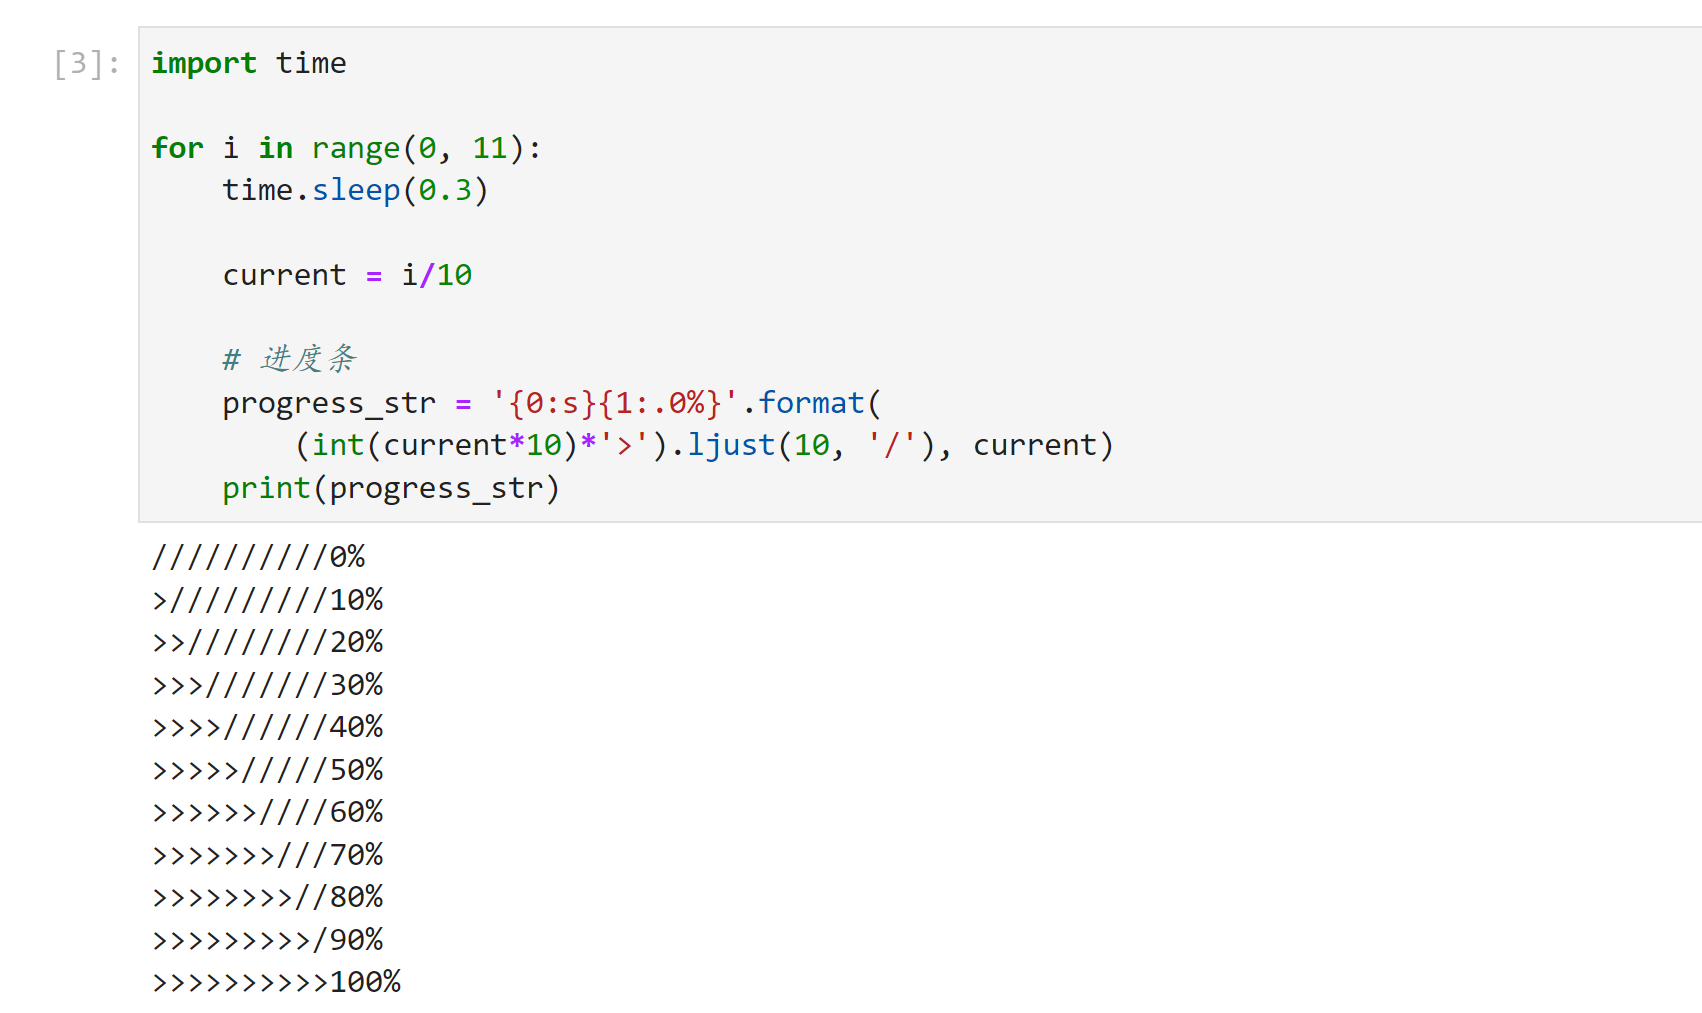 [3]: import time
for i in range(0, 11):
    time.sleep(0.3)
    current = i/10
    # 进度条
    progress_str = '{0:s}{1:.0%}'.format(
        (int(current*10)*'>').ljust(10, '/'), current)
    print(progress_str)
//////////0%
>/////////10%
>>////////20%
>>>///////30%
>>>>//////40%
>>>>>/////50%
>>>>>>////60%
>>>>>>>///70%
>>>>>>>>//80%
>>>>>>>>>/90%
>>>>>>>>>>100%